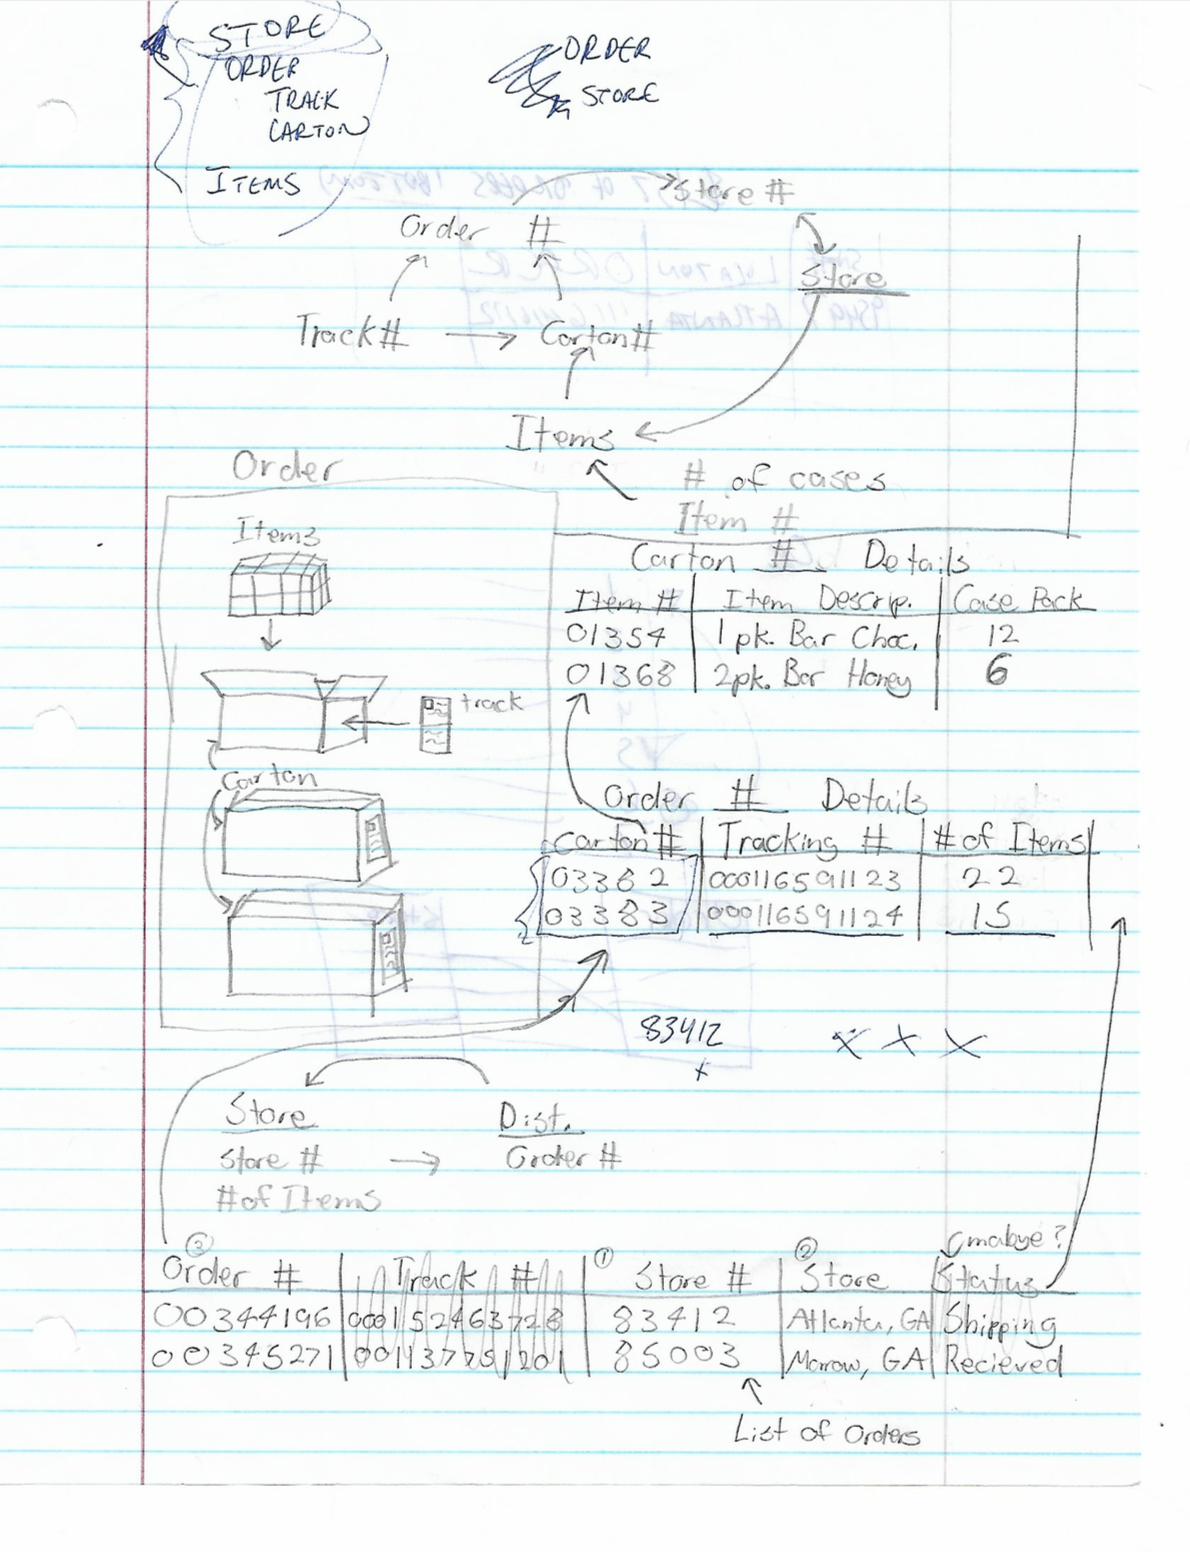 STORE
ORDER
TRACK
CARTON
ITEMS
ORDER
STORE
Store #
Order #
Store
Track# Carton#
Items
# of cases
Item #
Order
Items
track
Carton
Carton # Details
Item # Item Descrip. Case Pack
01354 1 pk. Bar Choc. 12
01368 2pk. Bar Honey 6
Order # Details
Carton # Tracking # # of Items
03382 000116591123 22
03383 000116591124 15
83412
x
x x x
Store Dist.
Store # Order #
# of Items
mabye?
③ ① ②
Order # Track # Store # Store Status
00344196 000152463728 83412 Atlanta, GA Shipping
00345271 85003 Morrow, GA Recieved
List of Orders